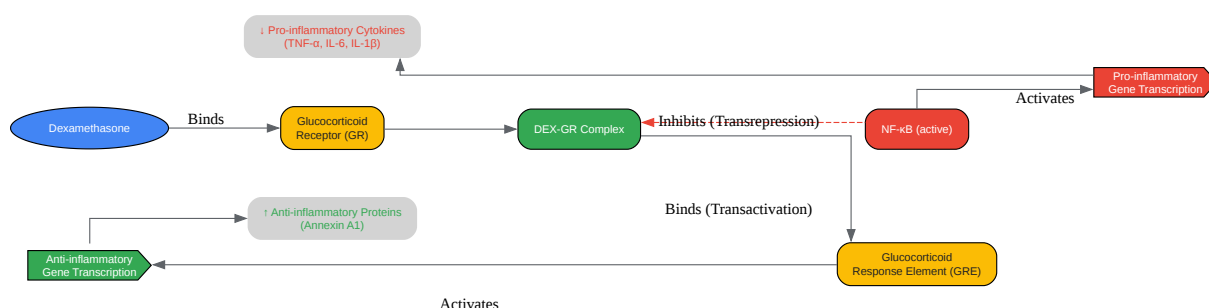 ↓ Pro-inflammatory Cytokines
(TNF-α, IL-6, IL-1β)
Pro-inflammatory
Gene Transcription
Activates
Dexamethasone
Binds
Glucocorticoid
Receptor (GR)
DEX-GR Complex
Inhibits (Transrepression)
NF-κB (active)
↑ Anti-inflammatory Proteins
(Annexin A1)
Binds (Transactivation)
Anti-inflammatory
Gene Transcription
Glucocorticoid
Response Element (GRE)
Activates